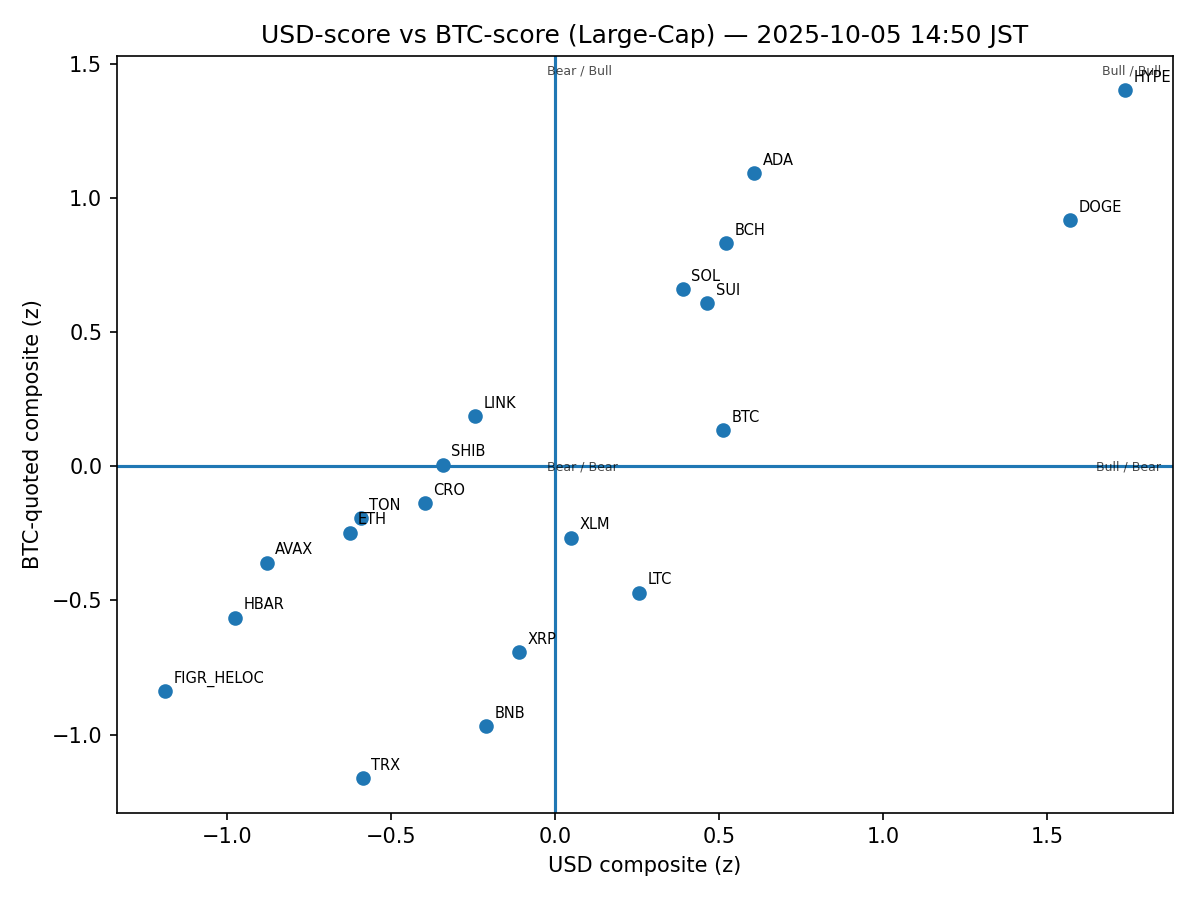 USD-score vs BTC-score (Large-Cap) — 2025-10-05 14:50 JST
1.5
Bear / Bull
Bull / Bull
HYPE
ADA
1.0
DOGE
BCH
SOL
SUI
0.5
LINK
BTC
SHIB
0.0
Bear / Bear
Bull / Bear
CRO
TON
ETH
XLM
AVAX
LTC
−0.5
HBAR
XRP
FIGR_HELOC
BNB
−1.0
TRX
BTC-quoted composite (z)
−1.0 −0.5 0.0 0.5 1.0 1.5
USD composite (z)